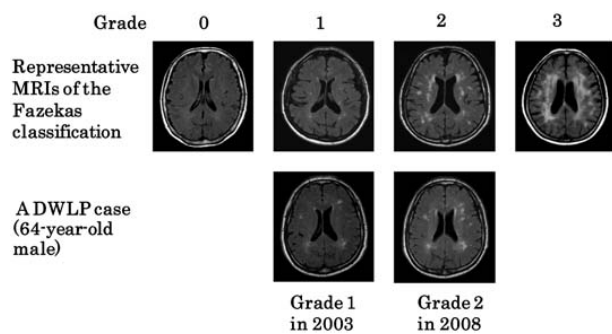 Grade 0 1 2 3
Representative
MRIs of the
Fazekas
classification
A DWLP case
(64-year-old
male)
Grade 1
in 2003
Grade 2
in 2008